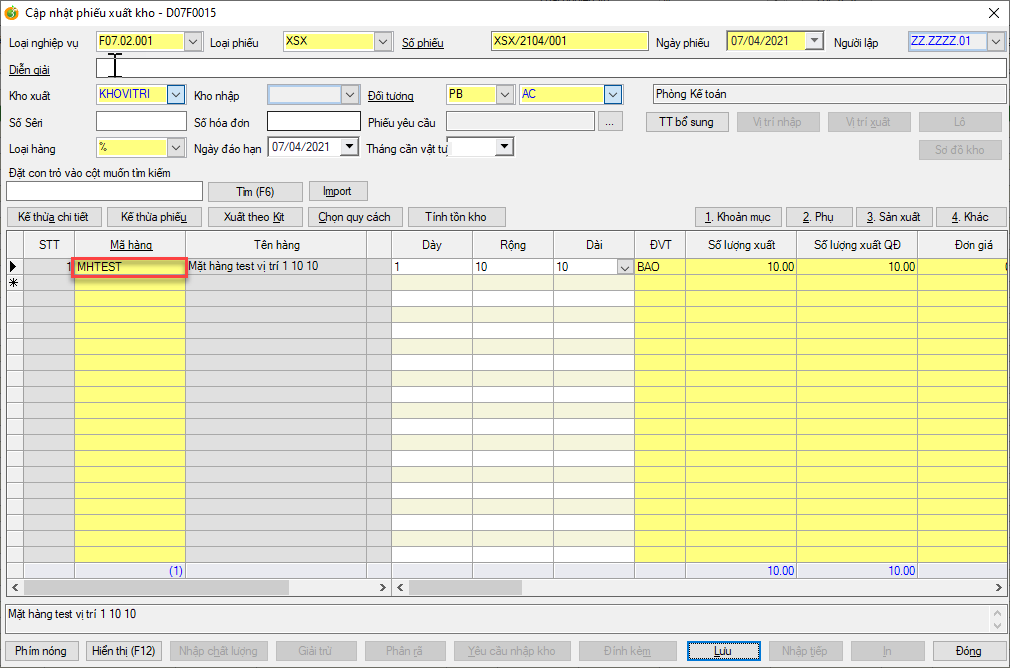 Cập nhật phiếu xuất kho - D07F0015
Loại nghiệp vụ F07.02.001 Loại phiếu XSX Số phiếu XSX/2104/001 Ngày phiếu 07/04/2021 Người lập ZZ.ZZZZ.01
Diễn giải
Kho xuất KHOVITRI Kho nhập Đối tượng PB AC Phòng Kế toán
Số Sêri Số hóa đơn Phiếu yêu cầu ... TT bổ sung Vị trí nhập Vị trí xuất Lô
Loại hàng % Ngày đáo hạn 07/04/2021 Tháng cần vật tư Sơ đồ kho
Đặt con trỏ vào cột muốn tìm kiếm
Tìm (F6) Import
Kế thừa chi tiết Kế thừa phiếu Xuất theo Kit Chọn quy cách Tính tồn kho 1. Khoản mục 2. Phụ 3. Sản xuất 4. Khác
STT Mã hàng Tên hàng Dày Rộng Dài ĐVT Số lượng xuất Số lượng xuất QĐ Đơn giá
1 MHTEST Mặt hàng test vị trí 1 10 10 1 10 10 BAO 10.00 10.00
(1) 10.00 10.00
Mặt hàng test vị trí 1 10 10
Phím nóng Hiển thị (F12) Nhập chất lượng Giải trừ Phân rã Yêu cầu nhập kho Đính kèm Lưu Nhập tiếp In Đóng